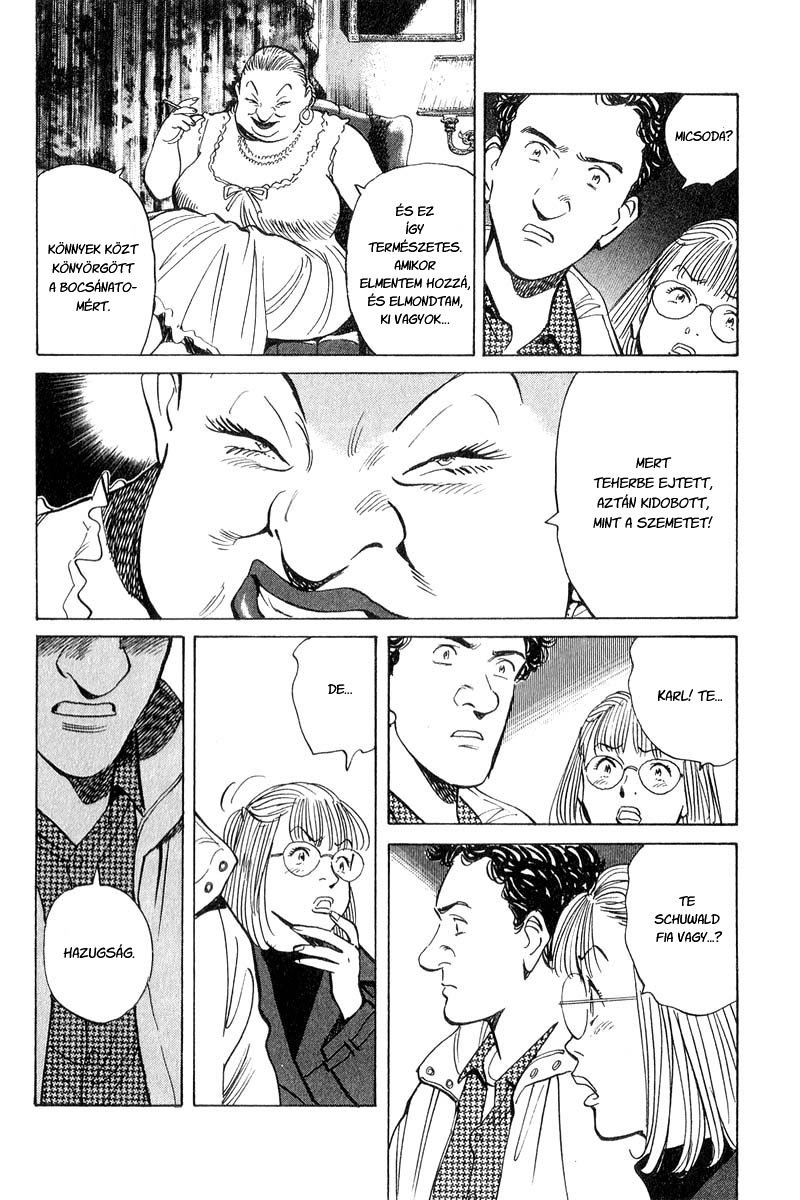 MICSODA?
ÉS EZ
ÍGY
TERMÉSZETES.
AMIKOR
ELMENTEM HOZZÁ,
ÉS ELMONDTAM,
KI VAGYOK...
KÖNNYEK KÖZT
KÖNYÖRGÖTT
A BOCSÁNATO-
MÉRT.
MERT
TEHERBE EJTETT,
AZTÁN KIDOBOTT,
MINT A SZEMETET!
KARL! TE...
TE
SCHUWALD
FIA VAGY...?
DE...
HAZUGSÁG.